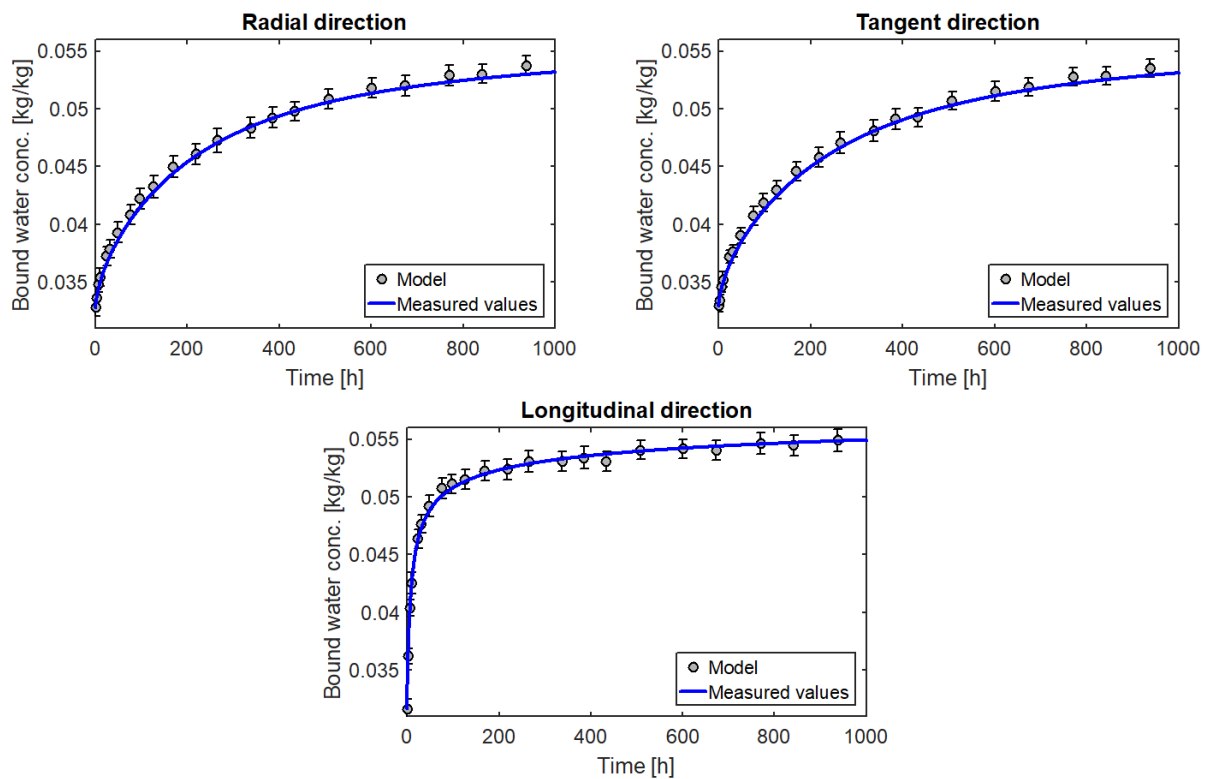 Radial direction
0.055
0.05
0.045
0.04
0.035
Bound water conc. [kg/kg]
Model
Measured values
0 200 400 600 800 1000
Time [h]
Tangent direction
0.055
0.05
0.045
0.04
0.035
Bound water conc. [kg/kg]
Model
Measured values
0 200 400 600 800 1000
Time [h]
Longitudinal direction
0.055
0.05
0.045
0.04
0.035
Bound water conc. [kg/kg]
Model
Measured values
0 200 400 600 800 1000
Time [h]